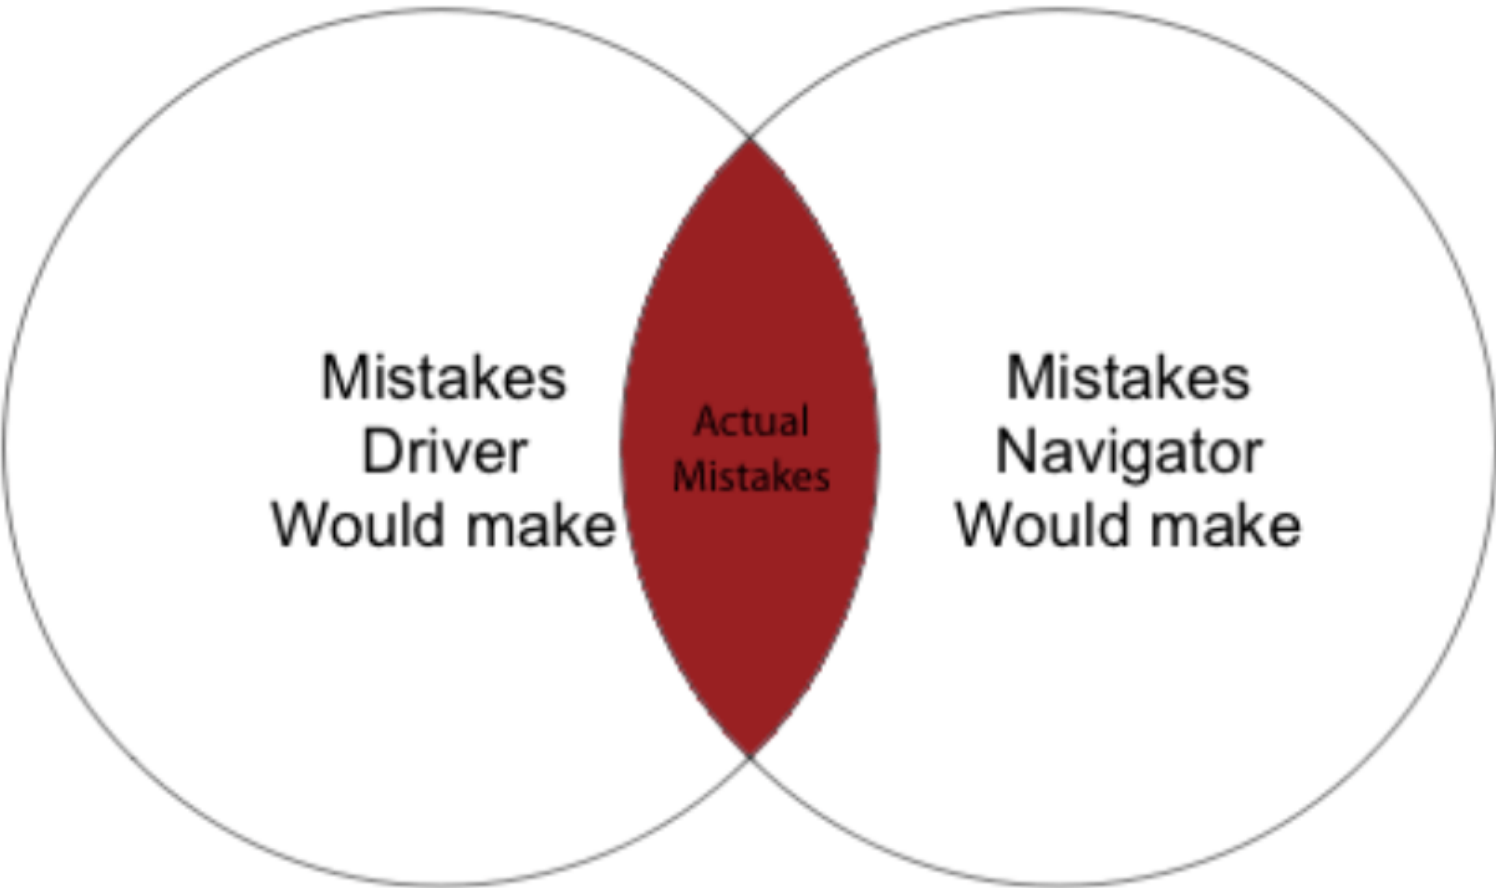 Mistakes
Driver
Would make
Actual
Mistakes
Mistakes
Navigator
Would make